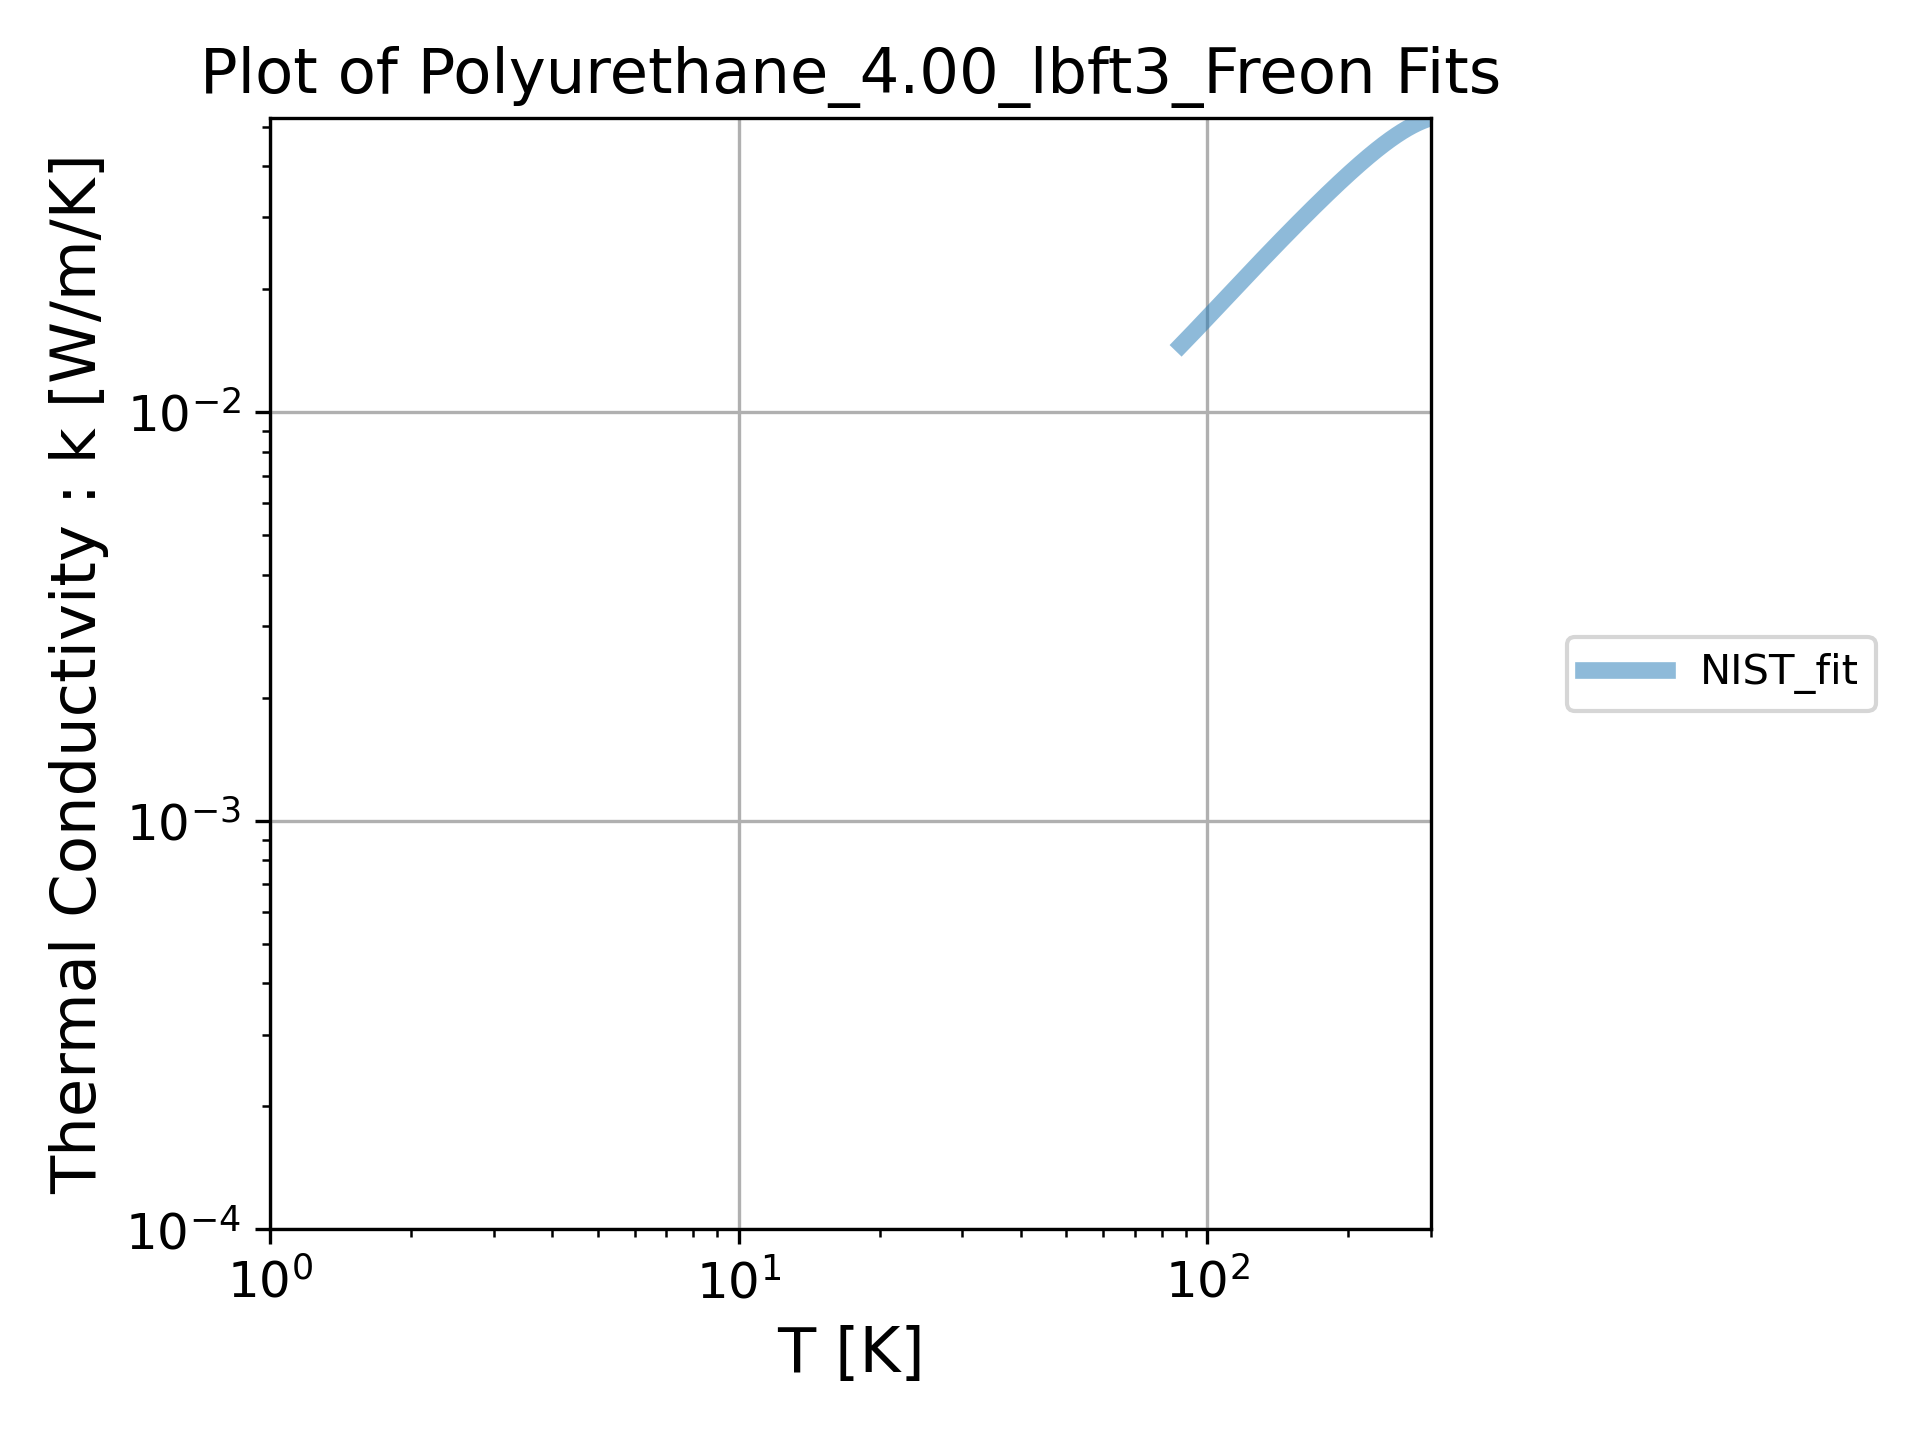 Plot of Polyurethane_4.00_lbft3_Freon Fits
Thermal Conductivity : k [W/m/K]
10⁻²
10⁻³
10⁻⁴
10⁰
10¹
10²
T [K]
NIST_fit